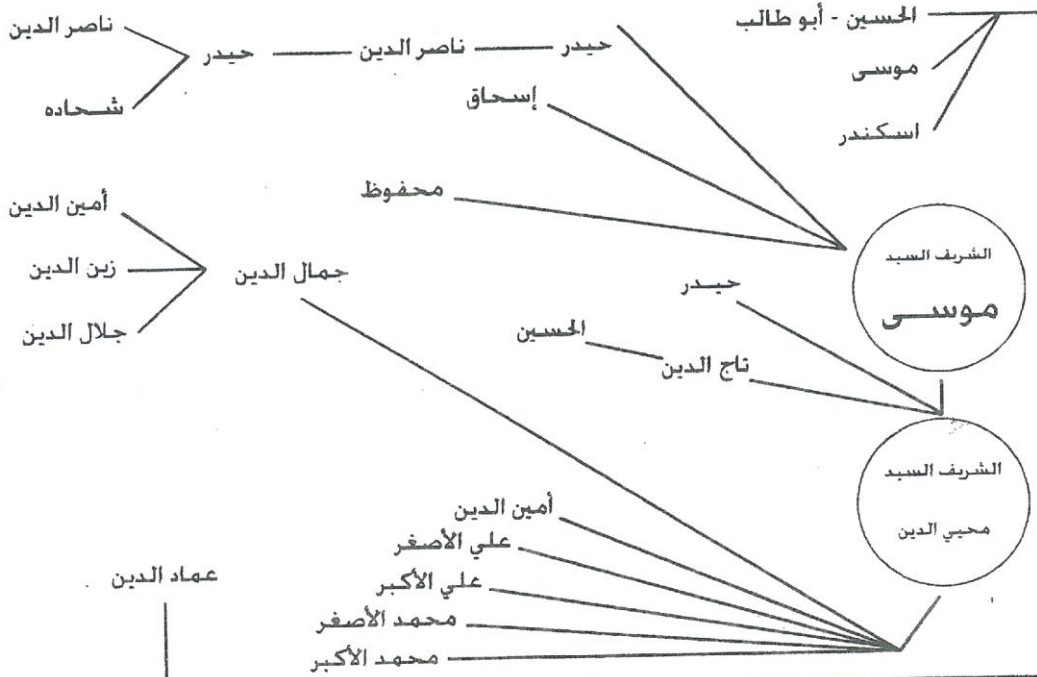 الحسين - أبو طالب
موسى
اسكندر
حيدر
ناصر الدين
حيدر
ناصر الدين
شحاده
إسحاق
محفوظ
الشريف السيد
موسى
حيدر
تاج الدين
الحسين
جمال الدين
أمين الدين
زين الدين
جلال الدين
الشريف السيد
محيي الدين
أمين الدين
علي الأصغر
علي الأكبر
محمد الأصغر
محمد الأكبر
عماد الدين